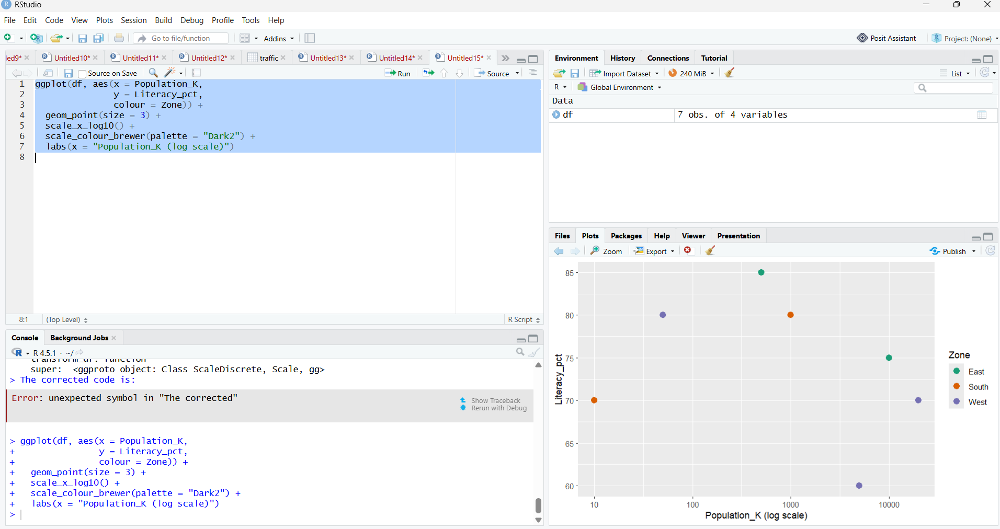 RStudio
File Edit Code View Plots Session Build Debug Profile Tools Help
Go to file/function Addins Posit Assistant Project: (None)
led9* Untitled10* Untitled11* Untitled12* traffic Untitled13* Untitled14* Untitled15*
Source on Save Run Source
1 ggplot(df, aes(x = Population_K,
2 y = Literacy_pct,
3 colour = Zone)) +
4 geom_point(size = 3) +
5 scale_x_log10() +
6 scale_colour_brewer(palette = "Dark2") +
7 labs(x = "Population_K (log scale)")
8
8:1 (Top Level) R Script
Console Background Jobs
R 4.5.1 · ~/
super: <ggproto object: Class ScaleDiscrete, Scale, gg>
> The corrected code is:
Error: unexpected symbol in "The corrected"
Show Traceback
Rerun with Debug
> ggplot(df, aes(x = Population_K,
+ y = Literacy_pct,
+ colour = Zone)) +
+ geom_point(size = 3) +
+ scale_x_log10() +
+ scale_colour_brewer(palette = "Dark2") +
+ labs(x = "Population_K (log scale)")
>
Environment History Connections Tutorial
Import Dataset 240 MiB List
R Global Environment
Data
df 7 obs. of 4 variables
Files Plots Packages Help Viewer Presentation
Zoom Export Publish
85
80
75
70
65
60
Literacy_pct
10 100 1000 10000
Population_K (log scale)
Zone
East
South
West